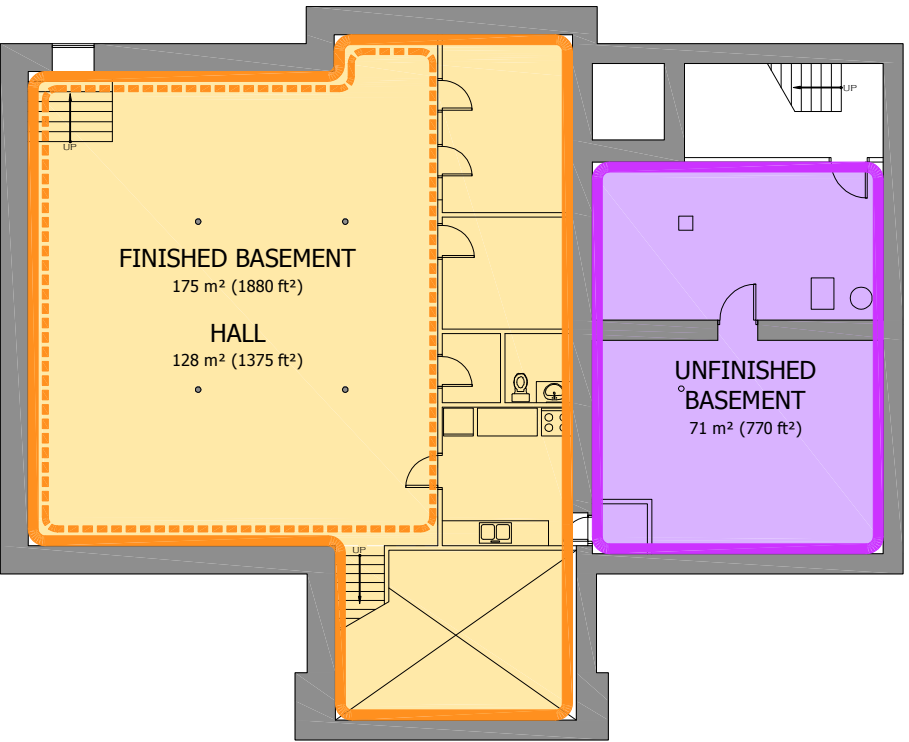 UP
UP
FINISHED BASEMENT
175 m² (1880 ft²)
HALL
128 m² (1375 ft²)
UNFINISHED
BASEMENT
71 m² (770 ft²)
UP